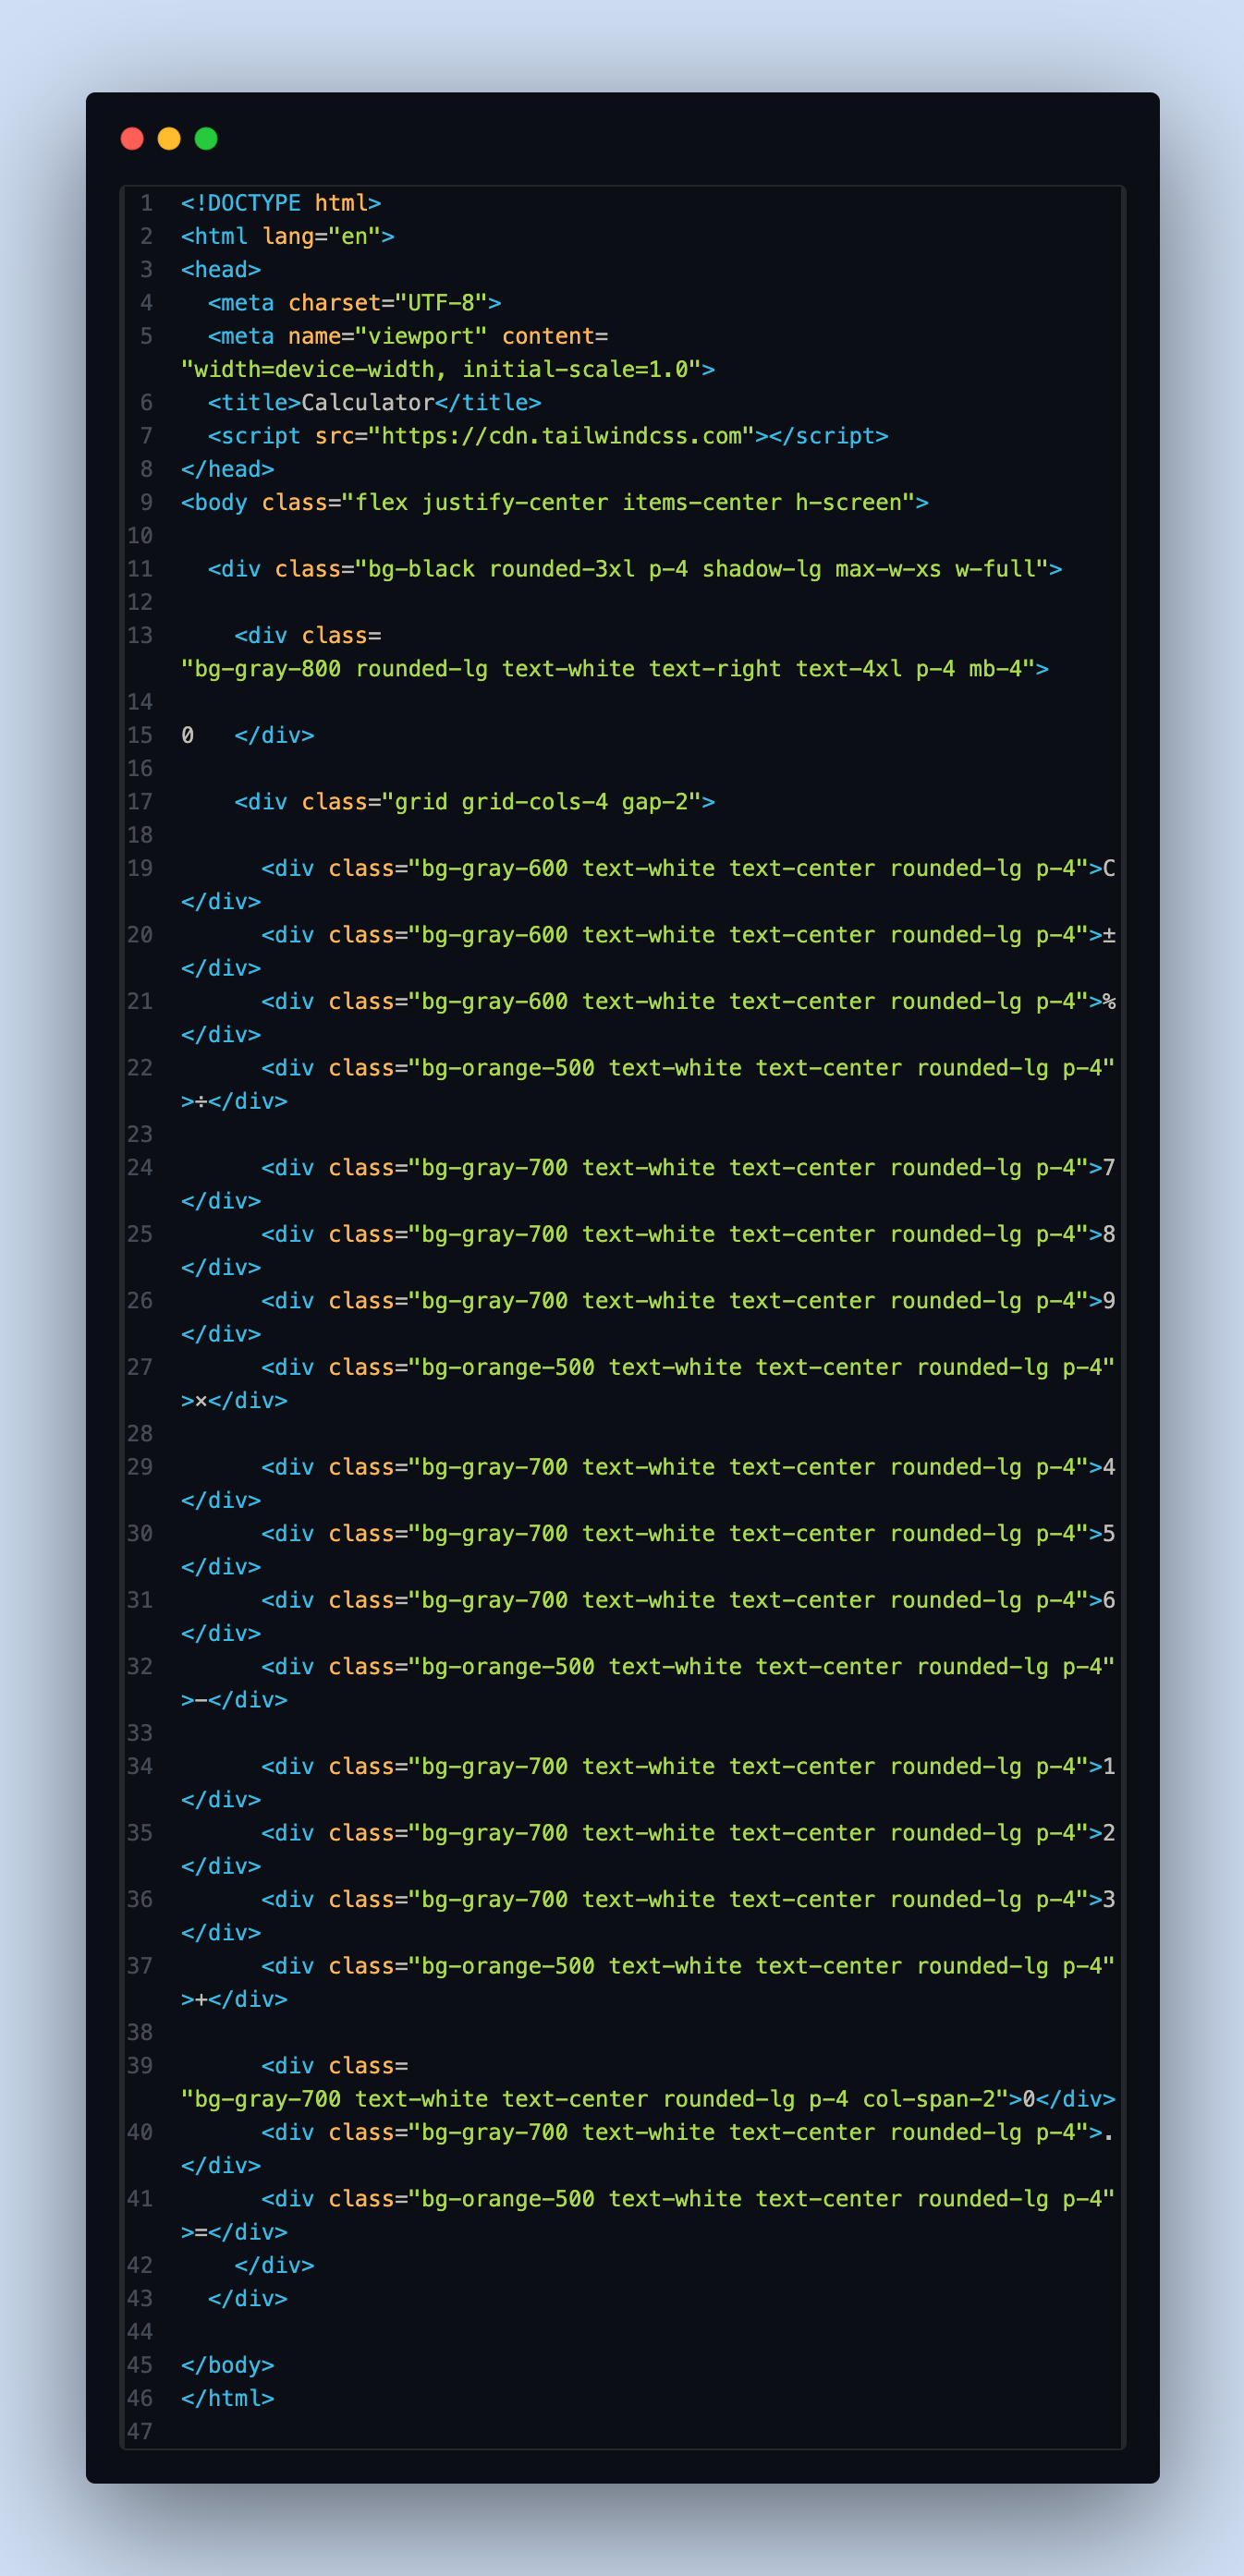 1 <!DOCTYPE html>
2 <html lang="en">
3 <head>
4   <meta charset="UTF-8">
5   <meta name="viewport" content=
"width=device-width, initial-scale=1.0">
6   <title>Calculator</title>
7   <script src="https://cdn.tailwindcss.com"></script>
8 </head>
9 <body class="flex justify-center items-center h-screen">
10
11   <div class="bg-black rounded-3xl p-4 shadow-lg max-w-xs w-full">
12
13     <div class=
"bg-gray-800 rounded-lg text-white text-right text-4xl p-4 mb-4">
14
15 0   </div>
16
17     <div class="grid grid-cols-4 gap-2">
18
19       <div class="bg-gray-600 text-white text-center rounded-lg p-4">C
</div>
20       <div class="bg-gray-600 text-white text-center rounded-lg p-4">±
</div>
21       <div class="bg-gray-600 text-white text-center rounded-lg p-4">%
</div>
22       <div class="bg-orange-500 text-white text-center rounded-lg p-4"
>÷</div>
23
24       <div class="bg-gray-700 text-white text-center rounded-lg p-4">7
</div>
25       <div class="bg-gray-700 text-white text-center rounded-lg p-4">8
</div>
26       <div class="bg-gray-700 text-white text-center rounded-lg p-4">9
</div>
27       <div class="bg-orange-500 text-white text-center rounded-lg p-4"
>×</div>
28
29       <div class="bg-gray-700 text-white text-center rounded-lg p-4">4
</div>
30       <div class="bg-gray-700 text-white text-center rounded-lg p-4">5
</div>
31       <div class="bg-gray-700 text-white text-center rounded-lg p-4">6
</div>
32       <div class="bg-orange-500 text-white text-center rounded-lg p-4"
>−</div>
33
34       <div class="bg-gray-700 text-white text-center rounded-lg p-4">1
</div>
35       <div class="bg-gray-700 text-white text-center rounded-lg p-4">2
</div>
36       <div class="bg-gray-700 text-white text-center rounded-lg p-4">3
</div>
37       <div class="bg-orange-500 text-white text-center rounded-lg p-4"
>+</div>
38
39       <div class=
"bg-gray-700 text-white text-center rounded-lg p-4 col-span-2">0</div>
40       <div class="bg-gray-700 text-white text-center rounded-lg p-4">.
</div>
41       <div class="bg-orange-500 text-white text-center rounded-lg p-4"
>=</div>
42     </div>
43   </div>
44
45 </body>
46 </html>
47